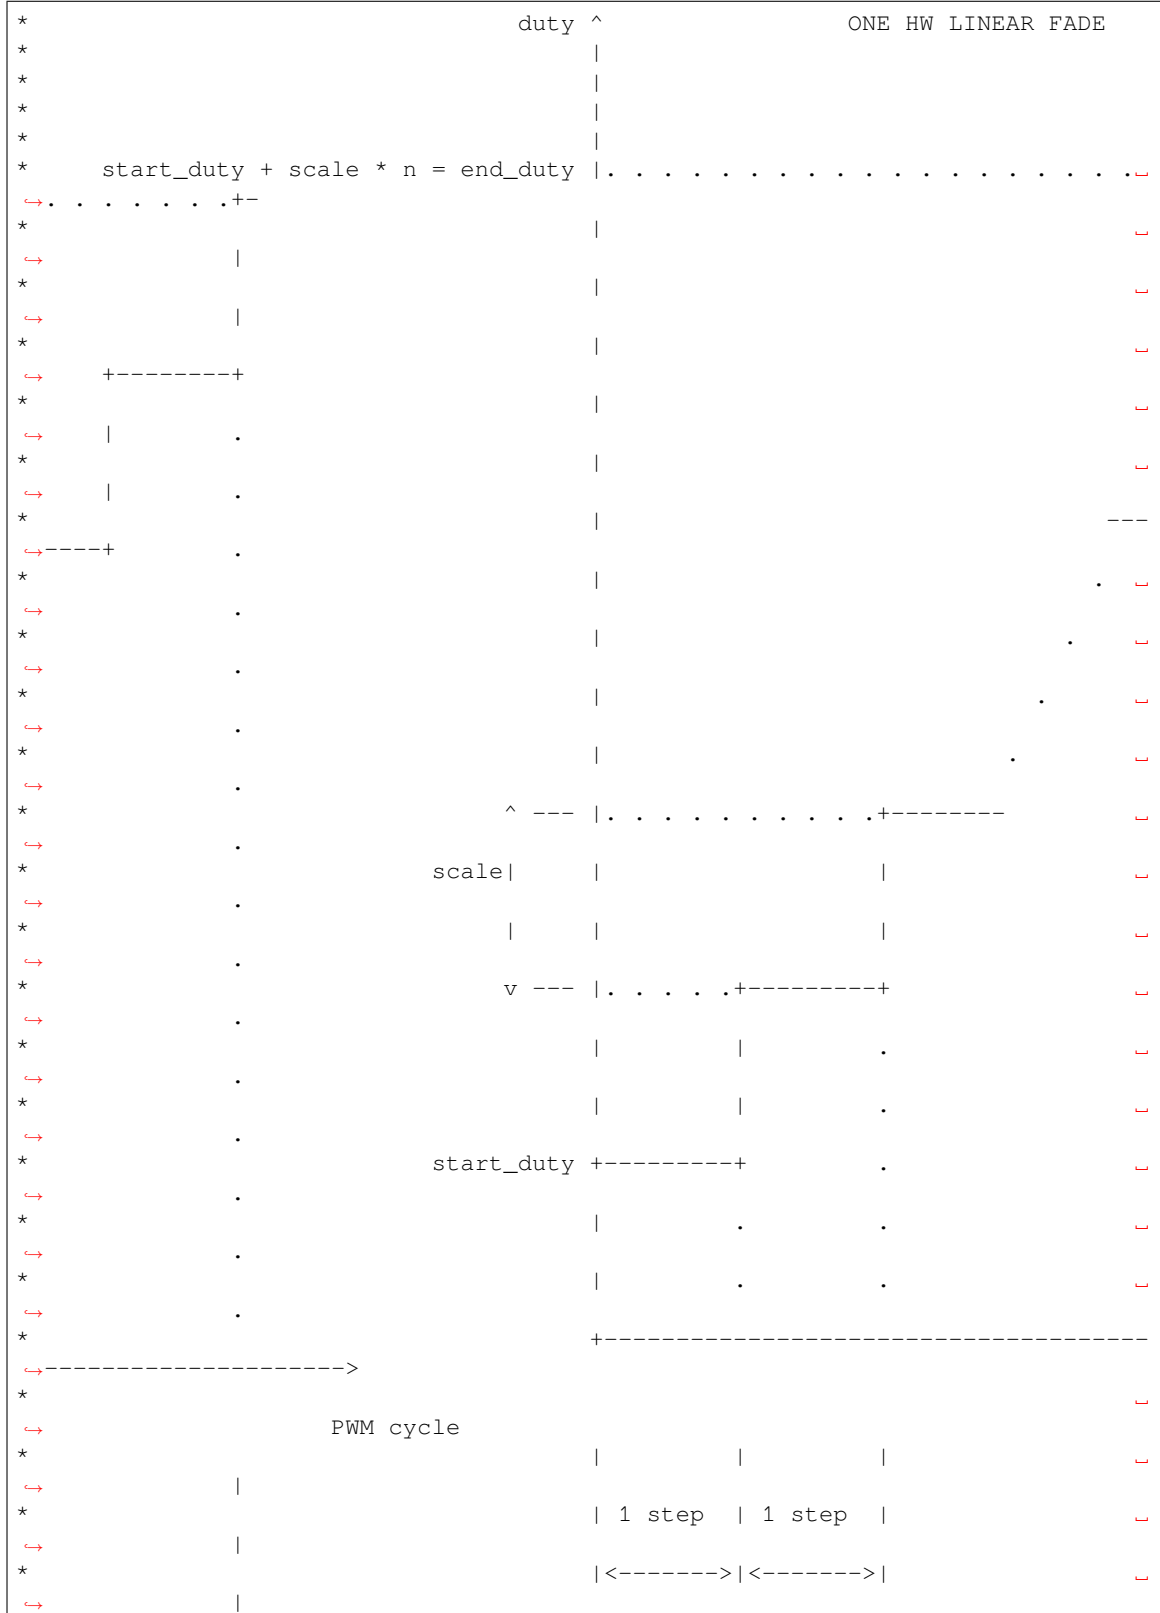 * duty ^ ONE HW LINEAR FADE
* |
* |
* |
* |
* start_duty + scale * n = end_duty |. . . . . . . . . . . . . . . . . . .␣
↪. . . . . . .+-
* | ␣
↪ |
* | ␣
↪ |
* | ␣
↪ +--------+
* | ␣
↪ | .
* | ␣
↪ | .
* | ---
↪----+ .
* | . ␣
↪ .
* | . ␣
↪ .
* | . ␣
↪ .
* | . ␣
↪ .
* ^ --- |. . . . . . . . . .+-------- ␣
↪ .
* scale| | | ␣
↪ .
* | | | ␣
↪ .
* v --- |. . . . .+---------+ ␣
↪ .
* | | . ␣
↪ .
* | | . ␣
↪ .
* start_duty +---------+ . ␣
↪ .
* | . . ␣
↪ .
* | . . ␣
↪ .
* +--------------------------------------
↪--------------------->
* ␣
↪ PWM cycle
* | | | ␣
↪ |
* | 1 step | 1 step | ␣
↪ |
* |<------->|<------->| ␣
↪ |